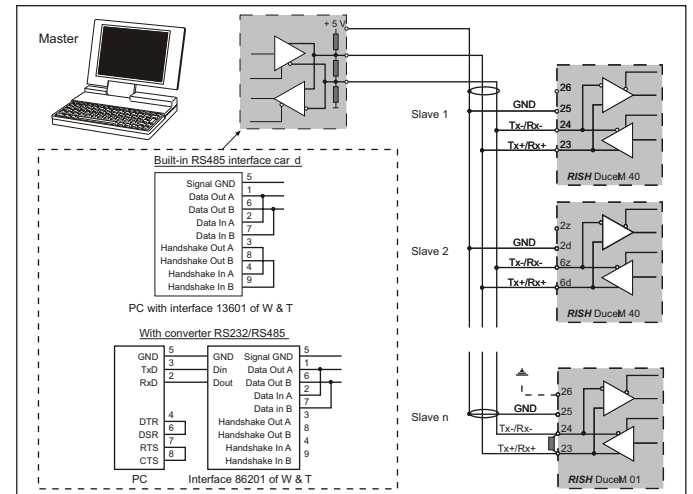 Master
+ 5 V
Slave 1
26
GND
25
Tx-/Rx-
24
Tx+/Rx+
23
RISH DuceM 40
Slave 2
2z
GND
2d
Tx-/Rx-
6z
Tx+/Rx+
6d
RISH DuceM 40
Slave n
26
GND
25
Tx-/Rx-
24
Tx+/Rx+
23
RISH DuceM 01
Built-in RS485 interface car d
Signal GND 5
Data Out A 1
Data Out B 6
Data In A 2
Data In B 7
Handshake Out A 3
Handshake Out B 8
Handshake In A 4
Handshake In B 9
PC with interface 13601 of W & T
With converter RS232/RS485
GND 5 GND Signal GND 5
TxD 3 Din Data Out A 1
RxD 2 Dout Data Out B 6
Data In A 2
Data in B 7
DTR 4 Handshake Out A 3
DSR 6 Handshake Out B 8
RTS 7 Handshake In A 4
CTS 8 Handshake In B 9
PC Interface 86201 of W & T